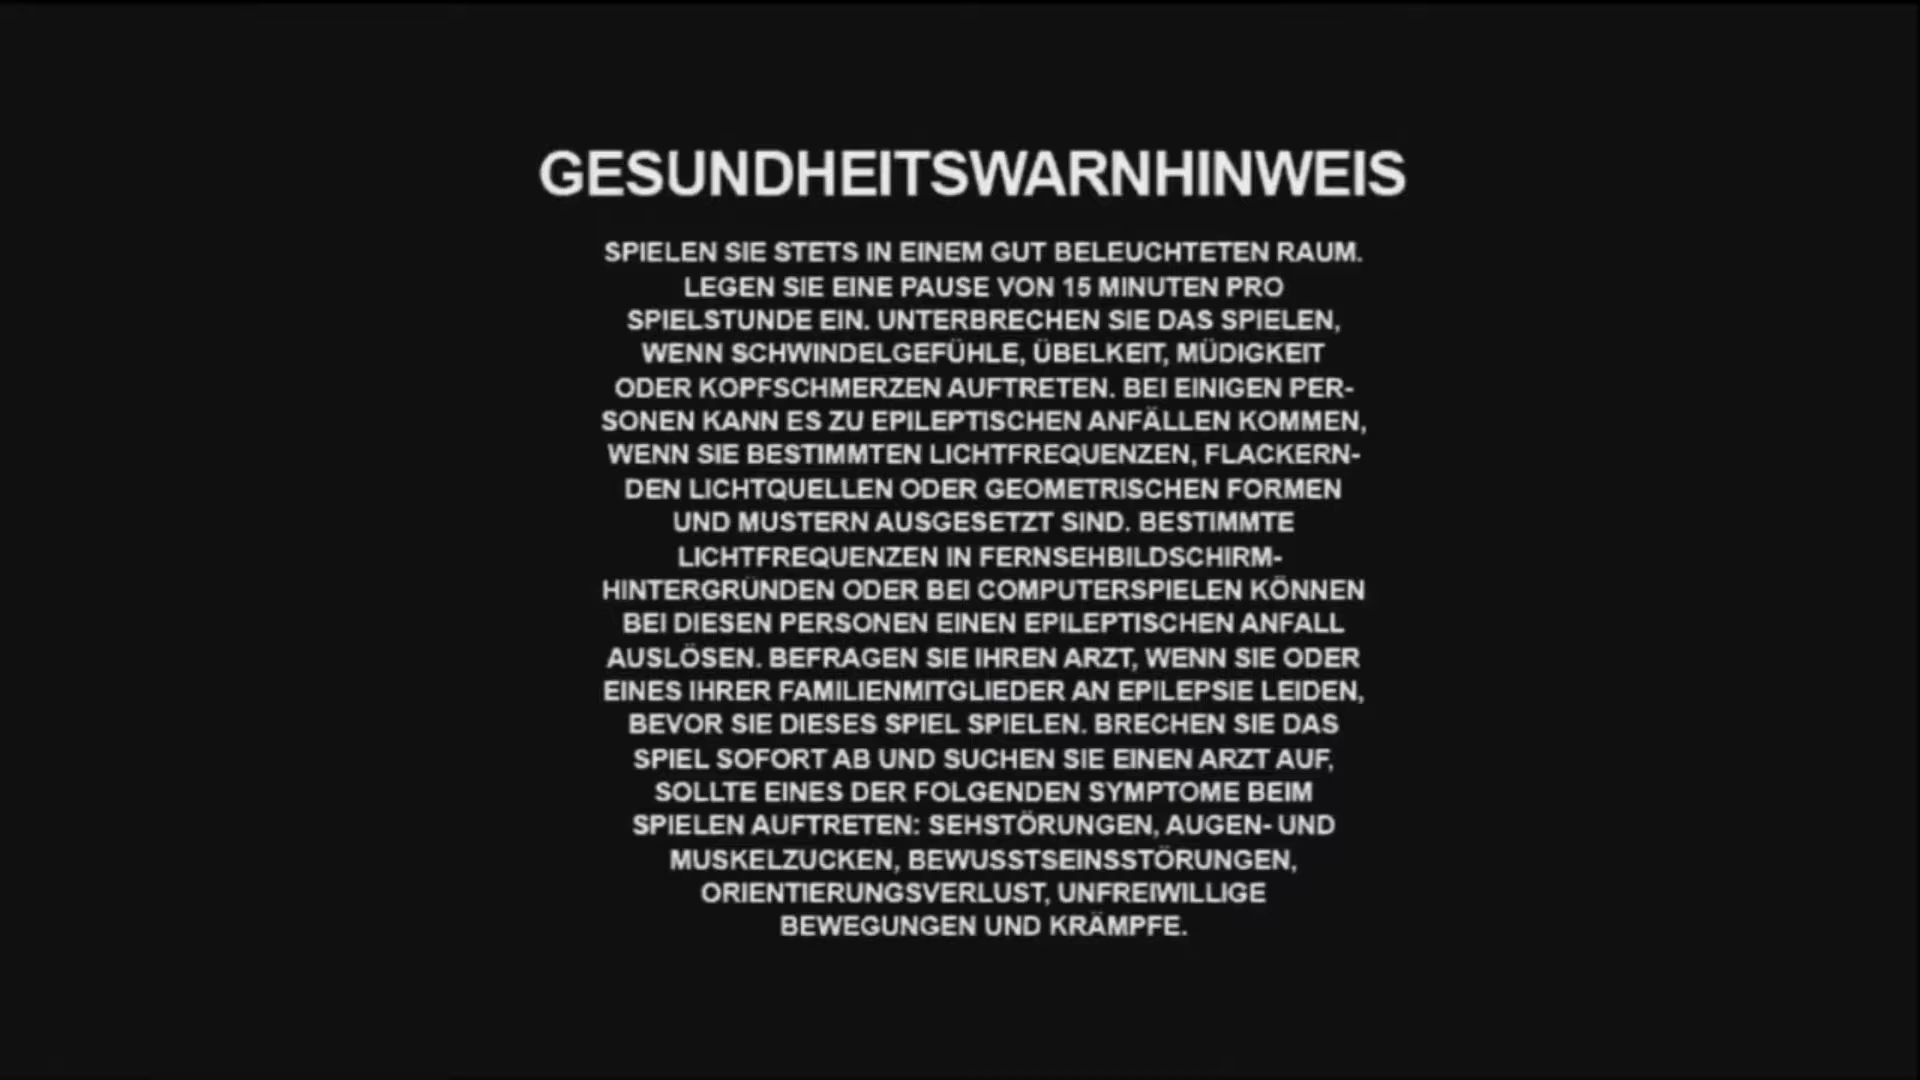 GESUNDHEITSWARNHINWEIS
SPIELEN SIE STETS IN EINEM GUT BELEUCHTETEN RAUM.
LEGEN SIE EINE PAUSE VON 15 MINUTEN PRO
SPIELSTUNDE EIN. UNTERBRECHEN SIE DAS SPIELEN,
WENN SCHWINDELGEFÜHLE, ÜBELKEIT, MÜDIGKEIT
ODER KOPFSCHMERZEN AUFTRETEN. BEI EINIGEN PER-
SONEN KANN ES ZU EPILEPTISCHEN ANFÄLLEN KOMMEN,
WENN SIE BESTIMMTEN LICHTFREQUENZEN, FLACKERN-
DEN LICHTQUELLEN ODER GEOMETRISCHEN FORMEN
UND MUSTERN AUSGESETZT SIND. BESTIMMTE
LICHTFREQUENZEN IN FERNSEHBILDSCHIRM-
HINTERGRÜNDEN ODER BEI COMPUTERSPIELEN KÖNNEN
BEI DIESEN PERSONEN EINEN EPILEPTISCHEN ANFALL
AUSLÖSEN. BEFRAGEN SIE IHREN ARZT, WENN SIE ODER
EINES IHRER FAMILIENMITGLIEDER AN EPILEPSIE LEIDEN,
BEVOR SIE DIESES SPIEL SPIELEN. BRECHEN SIE DAS
SPIEL SOFORT AB UND SUCHEN SIE EINEN ARZT AUF,
SOLLTE EINES DER FOLGENDEN SYMPTOME BEIM
SPIELEN AUFTRETEN: SEHSTÖRUNGEN, AUGEN- UND
MUSKELZUCKEN, BEWUSSTSEINSSTÖRUNGEN,
ORIENTIERUNGSVERLUST, UNFREIWILLIGE
BEWEGUNGEN UND KRÄMPFE.